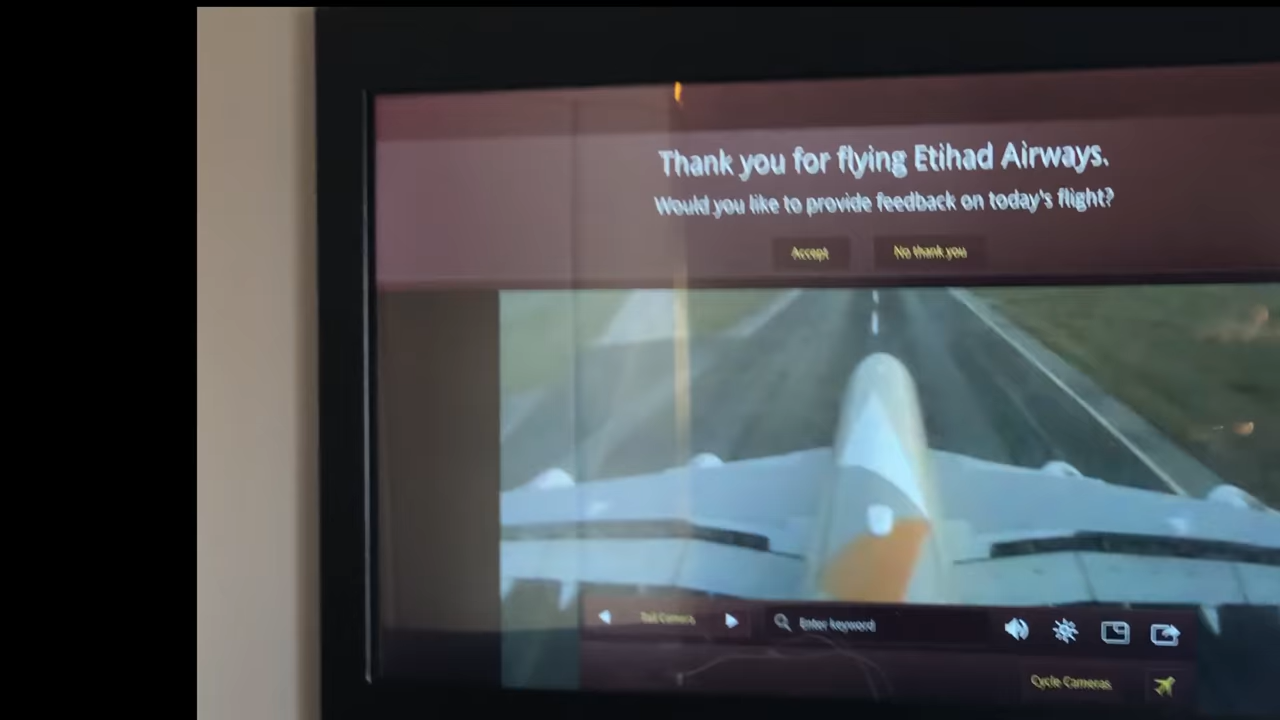 Thank you for flying Etihad Airways.
Would you like to provide feedback on today's flight?
Accept
No thank you
Tail Camera
Enter keyword
Cycle Cameras